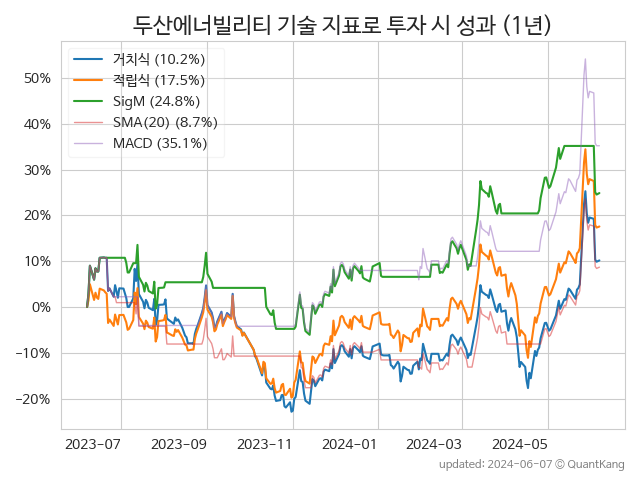 두산에너빌리티 기술 지표로 투자 시 성과 (1년)
거치식 (10.2%)
적립식 (17.5%)
SigM (24.8%)
SMA(20) (8.7%)
MACD (35.1%)
50%
40%
30%
20%
10%
0%
−10%
−20%
2023-07 2023-09 2023-11 2024-01 2024-03 2024-05
updated: 2024-06-07 © QuantKang